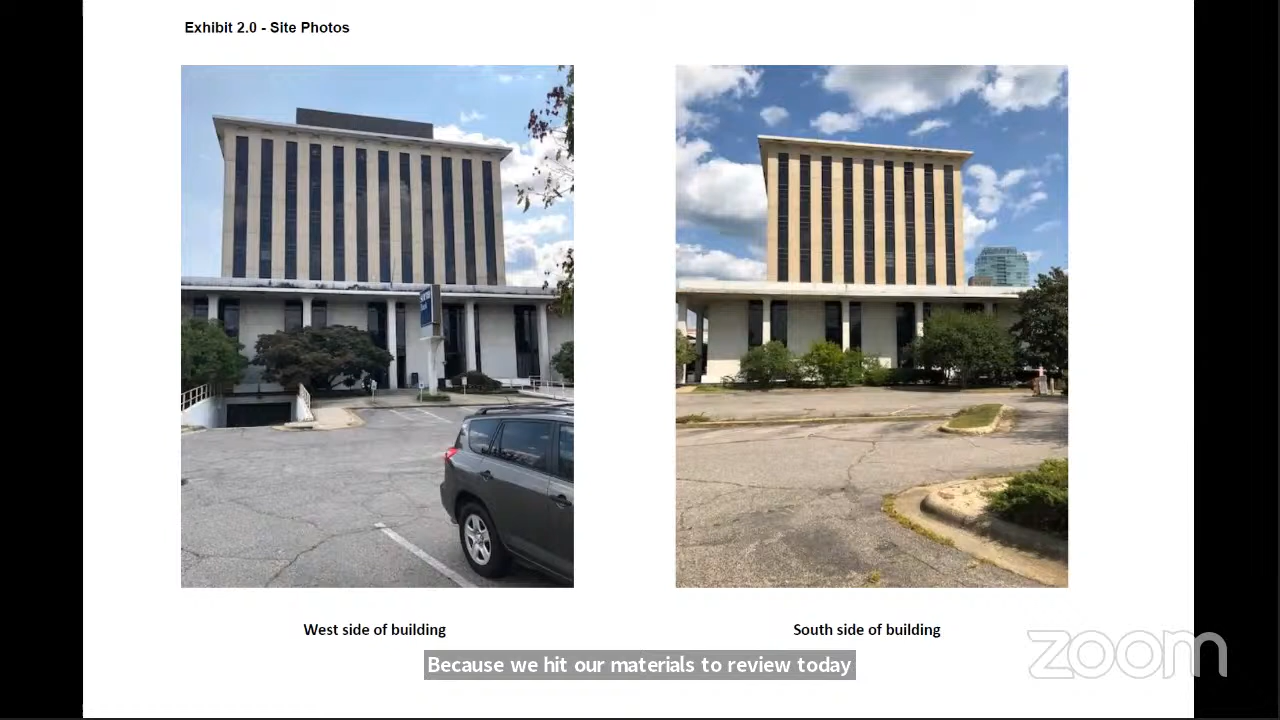 Exhibit 2.0 - Site Photos
West side of building
South side of building
Because we hit our materials to review today
zoom